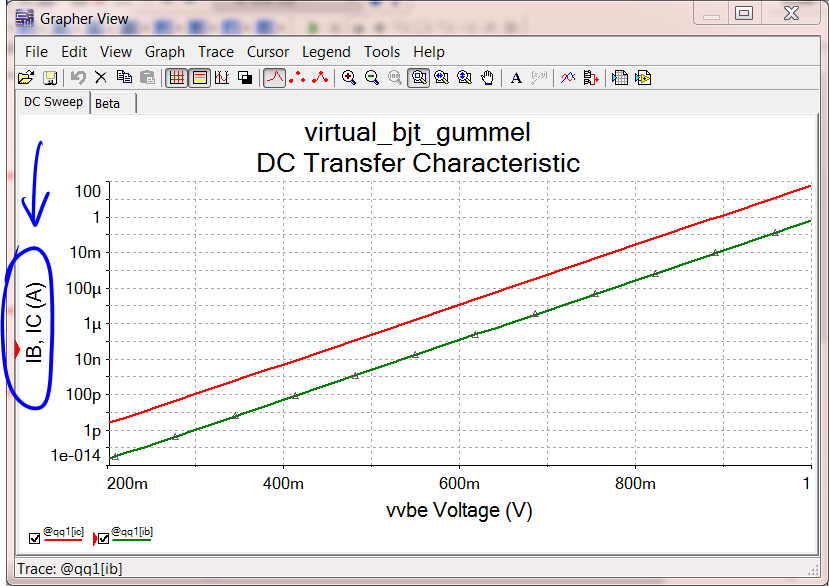 Grapher View
File Edit View Graph Trace Cursor Legend Tools Help
A
DC Sweep Beta
virtual_bjt_gummel
DC Transfer Characteristic
IB, IC (A)
100
1
10m
100µ
1µ
10n
100p
1p
1e-014
200m 400m 600m 800m 1
vvbe Voltage (V)
@qq1[ic] @qq1[ib]
Trace: @qq1[ib]